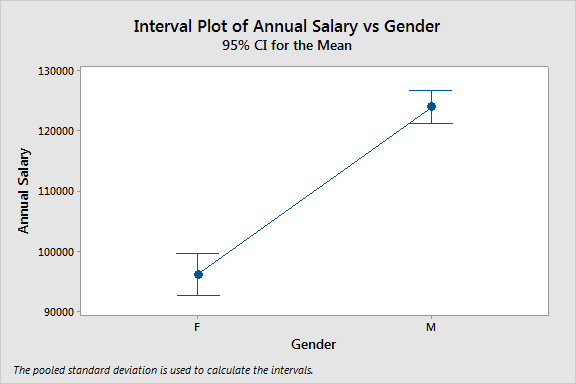 Interval Plot of Annual Salary vs Gender
95% CI for the Mean
130000
120000
110000
100000
90000
Annual Salary
F
M
Gender
The pooled standard deviation is used to calculate the intervals.